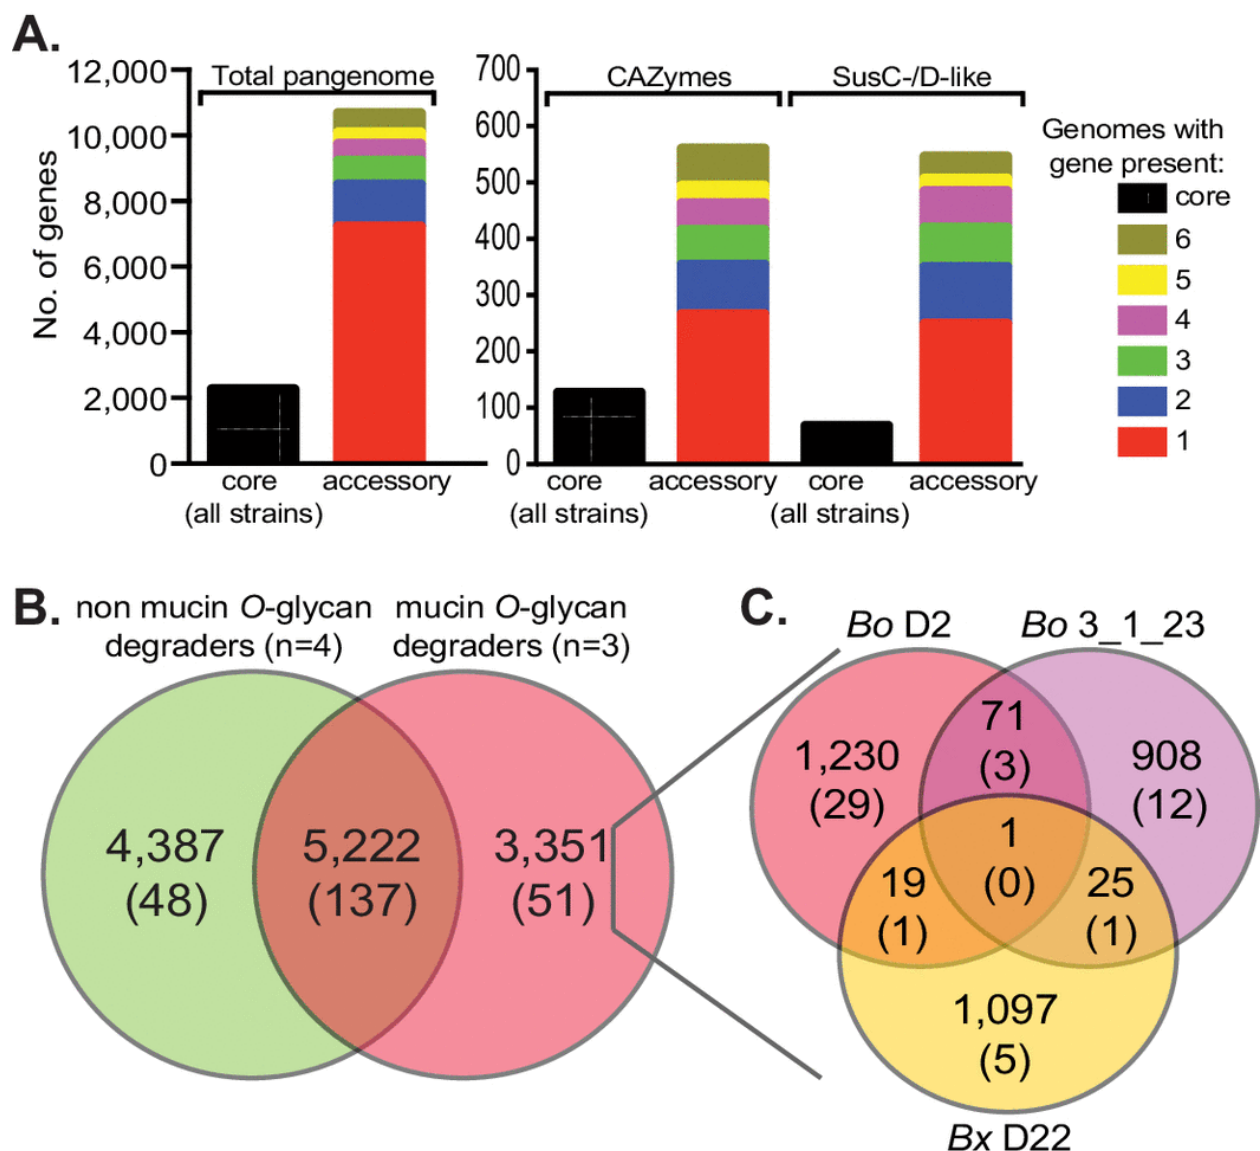 A.
Total pangenome
CAZymes
SusC-/D-like
No. of genes
12,000
10,000
8,000
6,000
4,000
2,000
0
700
600
500
400
300
200
100
0
core
(all strains)
accessory
core
(all strains)
accessory
core
(all strains)
accessory
Genomes with
gene present:
core
6
5
4
3
2
1
B.
non mucin O-glycan
degraders (n=4)
mucin O-glycan
degraders (n=3)
4,387
(48)
5,222
(137)
3,351
(51)
C.
Bo D2
Bo 3_1_23
71
(3)
1,230
(29)
908
(12)
1
(0)
19
(1)
25
(1)
1,097
(5)
Bx D22